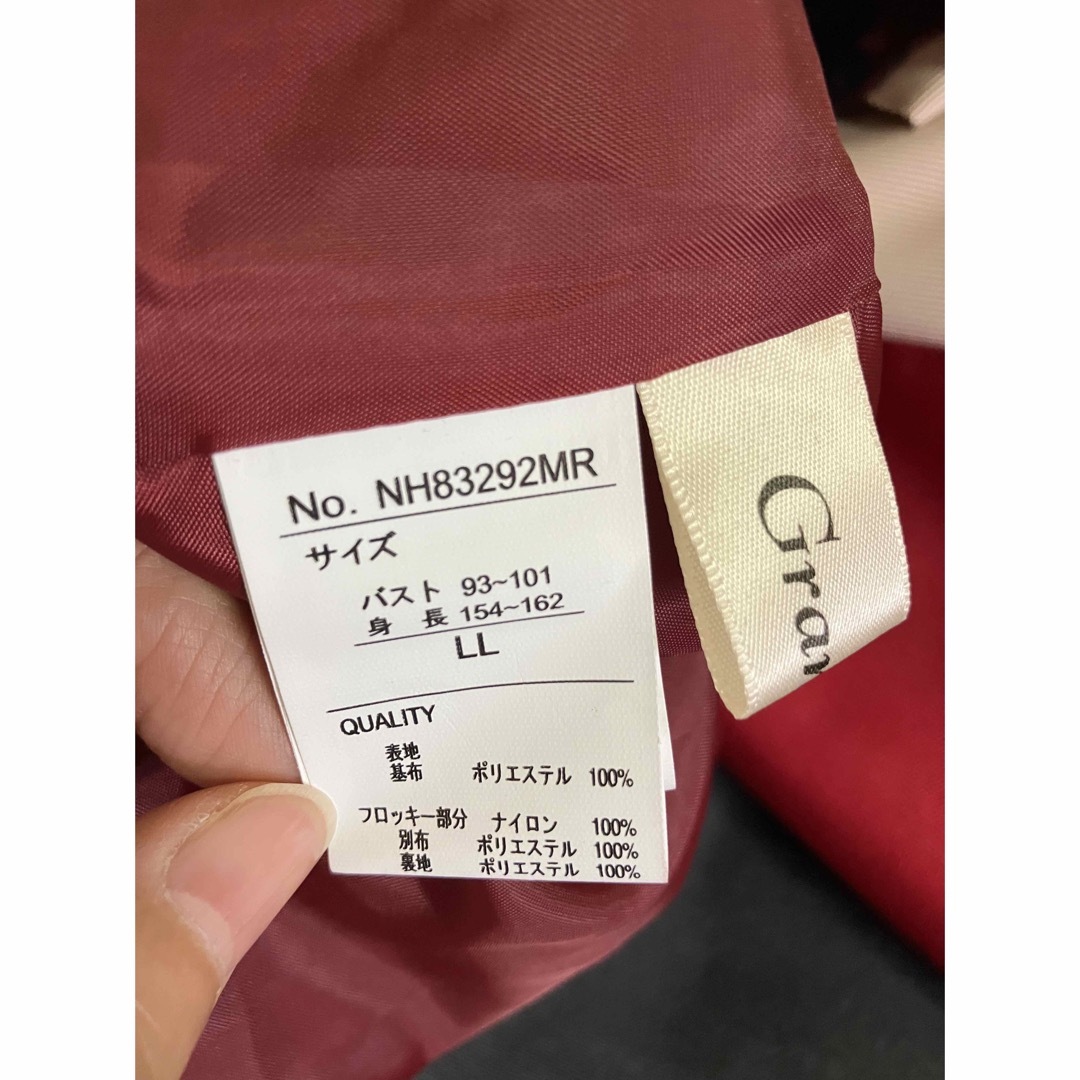 No. NH83292MR
サイズ
バスト 93~101
身 長 154~162
LL
QUALITY
表地
基布 ポリエステル 100%
フロッキー部分 ナイロン 100%
別布 ポリエステル 100%
裏地 ポリエステル 100%